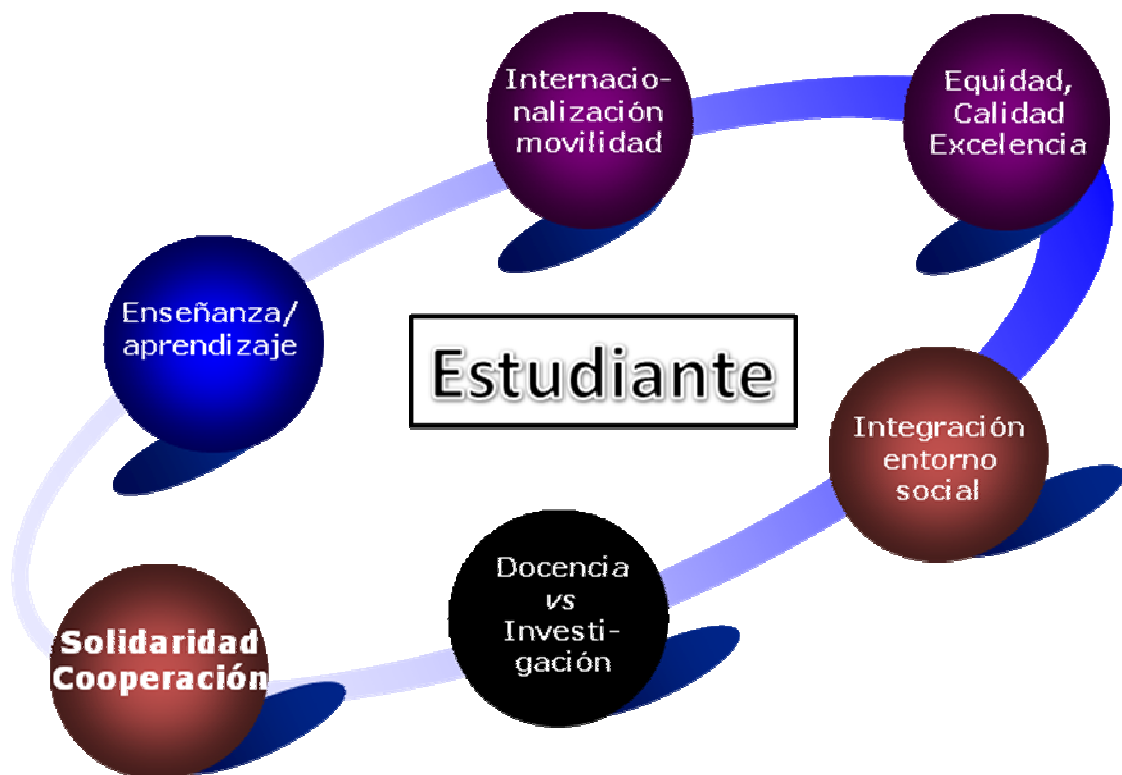 Internacio-
nalización
movilidad
Equidad,
Calidad
Excelencia
Enseñanza/
aprendizaje
Estudiante
Integración
entorno
social
Docencia
vs
Investi-
gación
Solidaridad
Cooperación